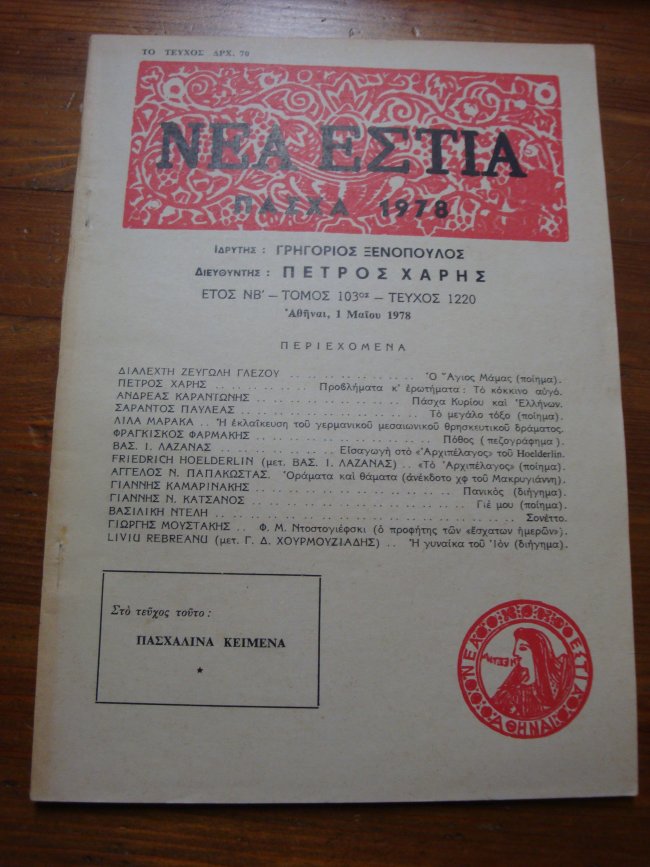 ΤΟ ΤΕΥΧΟΣ ΔΡΧ. 70
ΝΕΑ ΕΣΤΙΑ
ΠΑΣΧΑ 1978
ΙΔΡΥΤΗΣ : ΓΡΗΓΟΡΙΟΣ ΞΕΝΟΠΟΥΛΟΣ
ΔΙΕΥΘΥΝΤΗΣ : ΠΕΤΡΟΣ ΧΑΡΗΣ
ΕΤΟΣ ΝΒ' — ΤΟΜΟΣ 103ος — ΤΕΥΧΟΣ 1220
Ἀθῆναι, 1 Μαΐου 1978
ΠΕΡΙΕΧΟΜΕΝΑ
ΔΙΑΛΕΧΤΗ ΖΕΥΓΩΛΗ ΓΛΕΖΟΥ . . . . . . . . . . . . . . . . Ὁ Ἅγιος Μάμας (ποίημα).
ΠΕΤΡΟΣ ΧΑΡΗΣ . . . . . . . . . . . Προβλήματα κ' ἐρωτήματα : Τὸ κόκκινο αὐγό.
ΑΝΔΡΕΑΣ ΚΑΡΑΝΤΩΝΗΣ . . . . . . . . . . . . . . . . Πάσχα Κυρίου καὶ Ἑλλήνων.
ΣΑΡΑΝΤΟΣ ΠΑΥΛΕΑΣ . . . . . . . . . . . . . . . . . . . Τὸ μεγάλο τόξο (ποίημα).
ΛΙΛΑ ΜΑΡΑΚΑ . . Ἡ ἐκλαΐκευση τοῦ γερμανικοῦ μεσαιωνικοῦ θρησκευτικοῦ δράματος.
ΦΡΑΓΚΙΣΚΟΣ ΦΑΡΜΑΚΗΣ . . . . . . . . . . . . . . . . . . Πόθος (πεζογράφημα).
ΒΑΣ. Ι. ΛΑΖΑΝΑΣ . . . . . . . . . . . . . Εἰσαγωγὴ στὸ «Ἀρχιπέλαγος» τοῦ Hoelderlin.
FRIEDRICH HOELDERLIN (μετ. ΒΑΣ. Ι. ΛΑΖΑΝΑΣ) . . . «Τὸ Ἀρχιπέλαγος» (ποίημα).
ΑΓΓΕΛΟΣ Ν. ΠΑΠΑΚΩΣΤΑΣ. Ὁράματα καὶ θάματα (ἀνέκδοτο χφ τοῦ Μακρυγιάννη).
ΓΙΑΝΝΗΣ ΚΑΜΑΡΙΝΑΚΗΣ . . . . . . . . . . . . . . . . . . . . Πανικὸς (διήγημα).
ΓΙΑΝΝΗΣ Ν. ΚΑΤΣΑΝΟΣ . . . . . . . . . . . . . . . . . . . . . Γιέ μου (ποίημα).
ΒΑΣΙΛΙΚΗ ΝΤΕΛΗ . . . . . . . . . . . . . . . . . . . . . . . . . . . . Σονέττο.
ΓΙΩΡΓΗΣ ΜΟΥΣΤΑΚΗΣ . . Φ. Μ. Ντοστογιέφσκι (ὁ προφήτης τῶν «ἔσχατων ἡμερῶν»).
LIVIU REBREANU (μετ. Γ. Δ. ΧΟΥΡΜΟΥΖΙΑΔΗΣ) . . Ἡ γυναίκα τοῦ Ἰὸν (διήγημα).
Στὸ τεῦχος τοῦτο :
ΠΑΣΧΑΛΙΝΑ ΚΕΙΜΕΝΑ
ΝΕΑ ΕΣΤΙΑ
ΑΘΗΝΑΙ